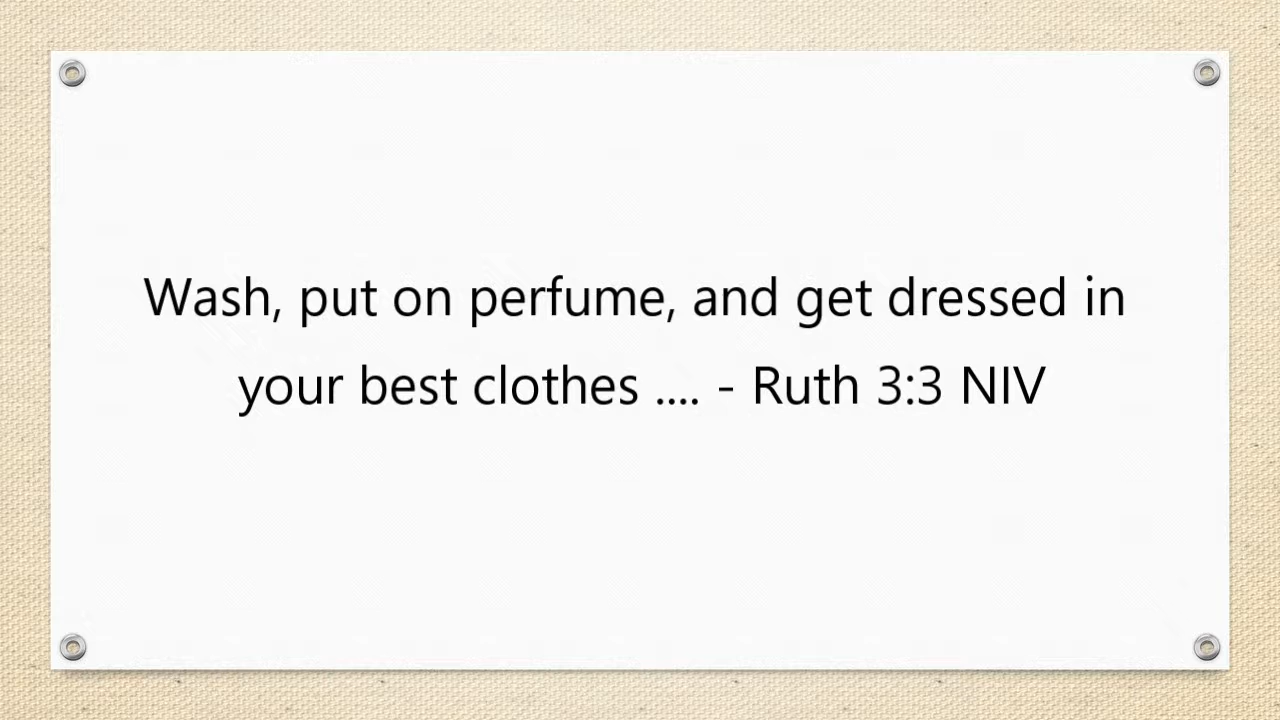 Wash, put on perfume, and get dressed in
your best clothes .... - Ruth 3:3 NIV